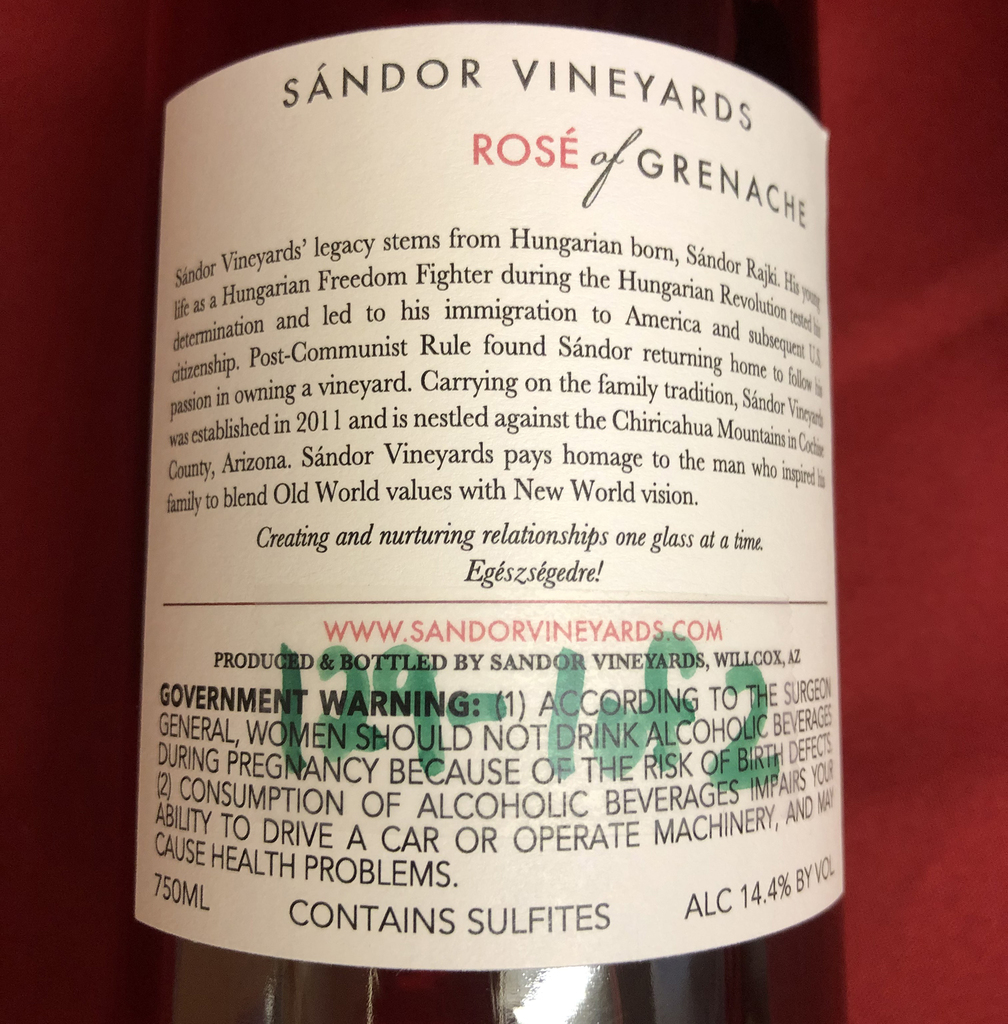 SÁNDOR VINEYARDS
ROSÉ of GRENACHE
Sándor Vineyards' legacy stems from Hungarian born, Sándor Rajki. His young
life as a Hungarian Freedom Fighter during the Hungarian Revolution tested his
determination and led to his immigration to America and subsequent U.S.
citizenship. Post-Communist Rule found Sándor returning home to follow his
passion in owning a vineyard. Carrying on the family tradition, Sándor Vineyards
was established in 2011 and is nestled against the Chiricahua Mountains in Cochise
County, Arizona. Sándor Vineyards pays homage to the man who inspired his
family to blend Old World values with New World vision.
Creating and nurturing relationships one glass at a time.
Egészségedre!
WWW.SANDORVINEYARDS.COM
PRODUCED & BOTTLED BY SANDOR VINEYARDS, WILLCOX, AZ
129-1652
GOVERNMENT WARNING: (1) ACCORDING TO THE SURGEON
GENERAL, WOMEN SHOULD NOT DRINK ALCOHOLIC BEVERAGES
DURING PREGNANCY BECAUSE OF THE RISK OF BIRTH DEFECTS.
(2) CONSUMPTION OF ALCOHOLIC BEVERAGES IMPAIRS YOUR
ABILITY TO DRIVE A CAR OR OPERATE MACHINERY, AND MAY
CAUSE HEALTH PROBLEMS.
750ML
CONTAINS SULFITES
ALC 14.4% BY VOL